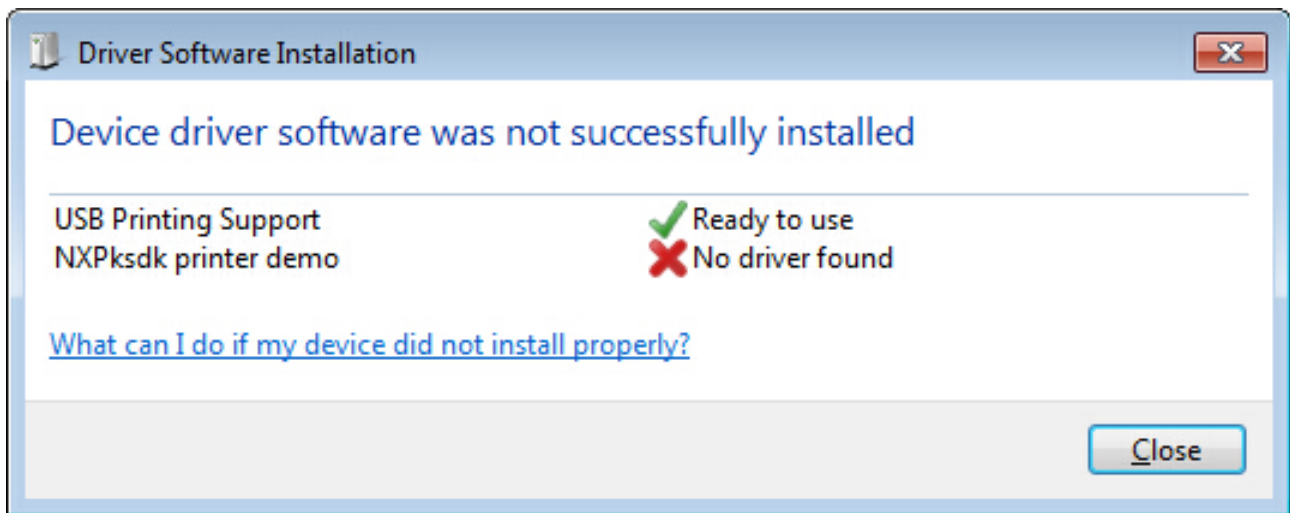 Driver Software Installation
Device driver software was not successfully installed
USB Printing Support Ready to use
NXPksdk printer demo No driver found
What can I do if my device did not install properly?
Close